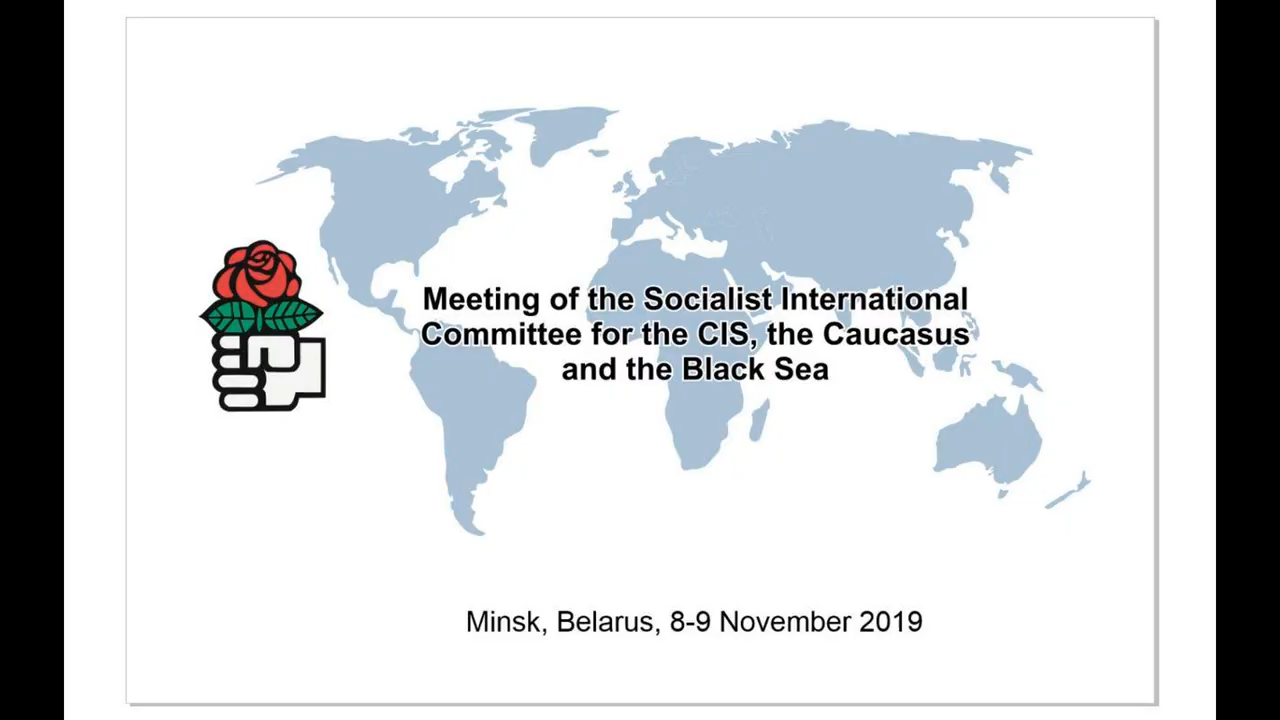 Meeting of the Socialist International
Committee for the CIS, the Caucasus
and the Black Sea
Minsk, Belarus, 8-9 November 2019